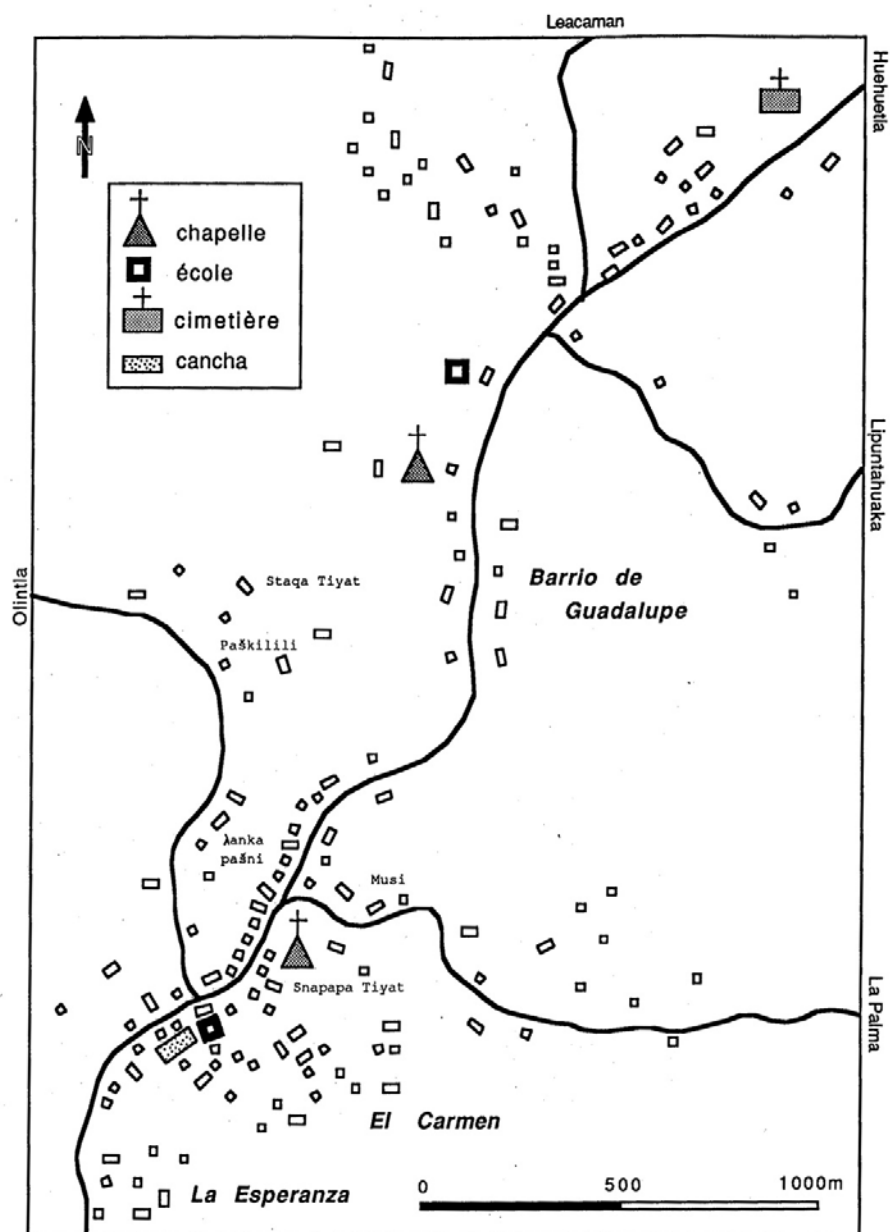 Leacaman
Huehuetla
N
chapelle
école
cimetière
cancha
Lipuntahuaka
Olintla
Staqa Tiyat
Barrio de
Guadalupe
Paškilili
λanka
pašni
Musi
Snapapa Tiyat
La Palma
El Carmen
La Esperanza
0
500
1000m